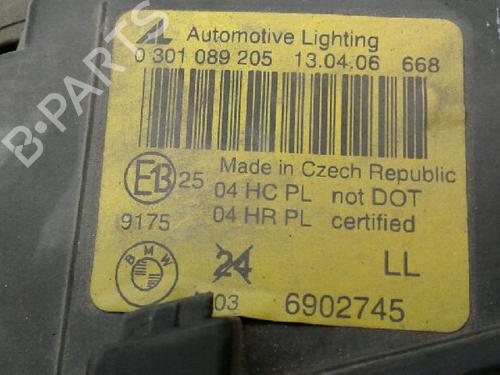 AL Automotive Lighting
0 301 089 205 13.04.06 668
Made in Czech Republic
E13 25 04 HC PL not DOT
9175 04 HR PL certified
BMW 24 LL
03 6902745
B-PARTS